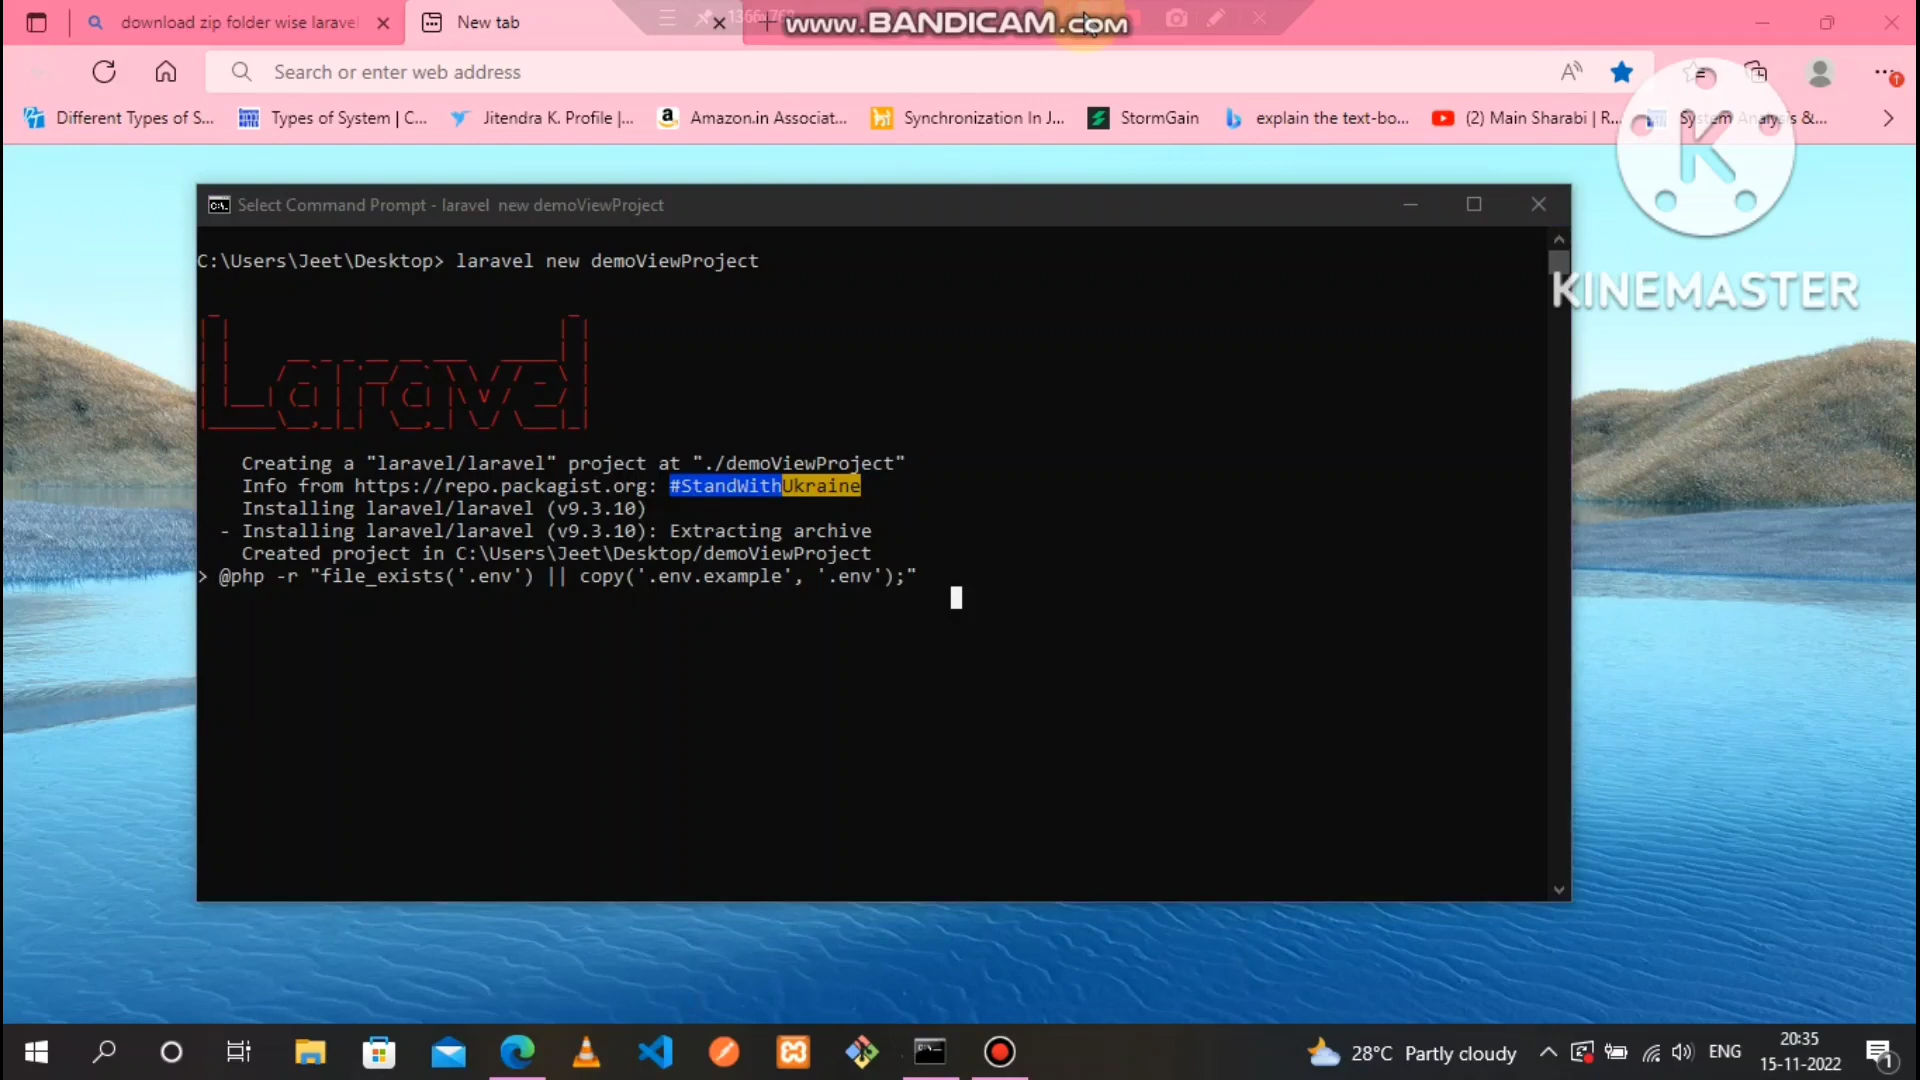 download zip folder wise laravel
New tab
1366x768
www.BANDICAM.com
Search or enter web address
Different Types of S...
Types of System | C...
Jitendra K. Profile |...
Amazon.in Associat...
Synchronization In J...
StormGain
explain the text-bo...
(2) Main Sharabi | R...
System Analysis &...
K
KINEMASTER
Select Command Prompt - laravel  new demoViewProject
C:\Users\Jeet\Desktop> laravel new demoViewProject
Laravel
Creating a "laravel/laravel" project at "./demoViewProject"
Info from https://repo.packagist.org: #StandWithUkraine
Installing laravel/laravel (v9.3.10)
- Installing laravel/laravel (v9.3.10): Extracting archive
Created project in C:\Users\Jeet\Desktop/demoViewProject
> @php -r "file_exists('.env') || copy('.env.example', '.env');"
28°C Partly cloudy
ENG
20:35
15-11-2022
1